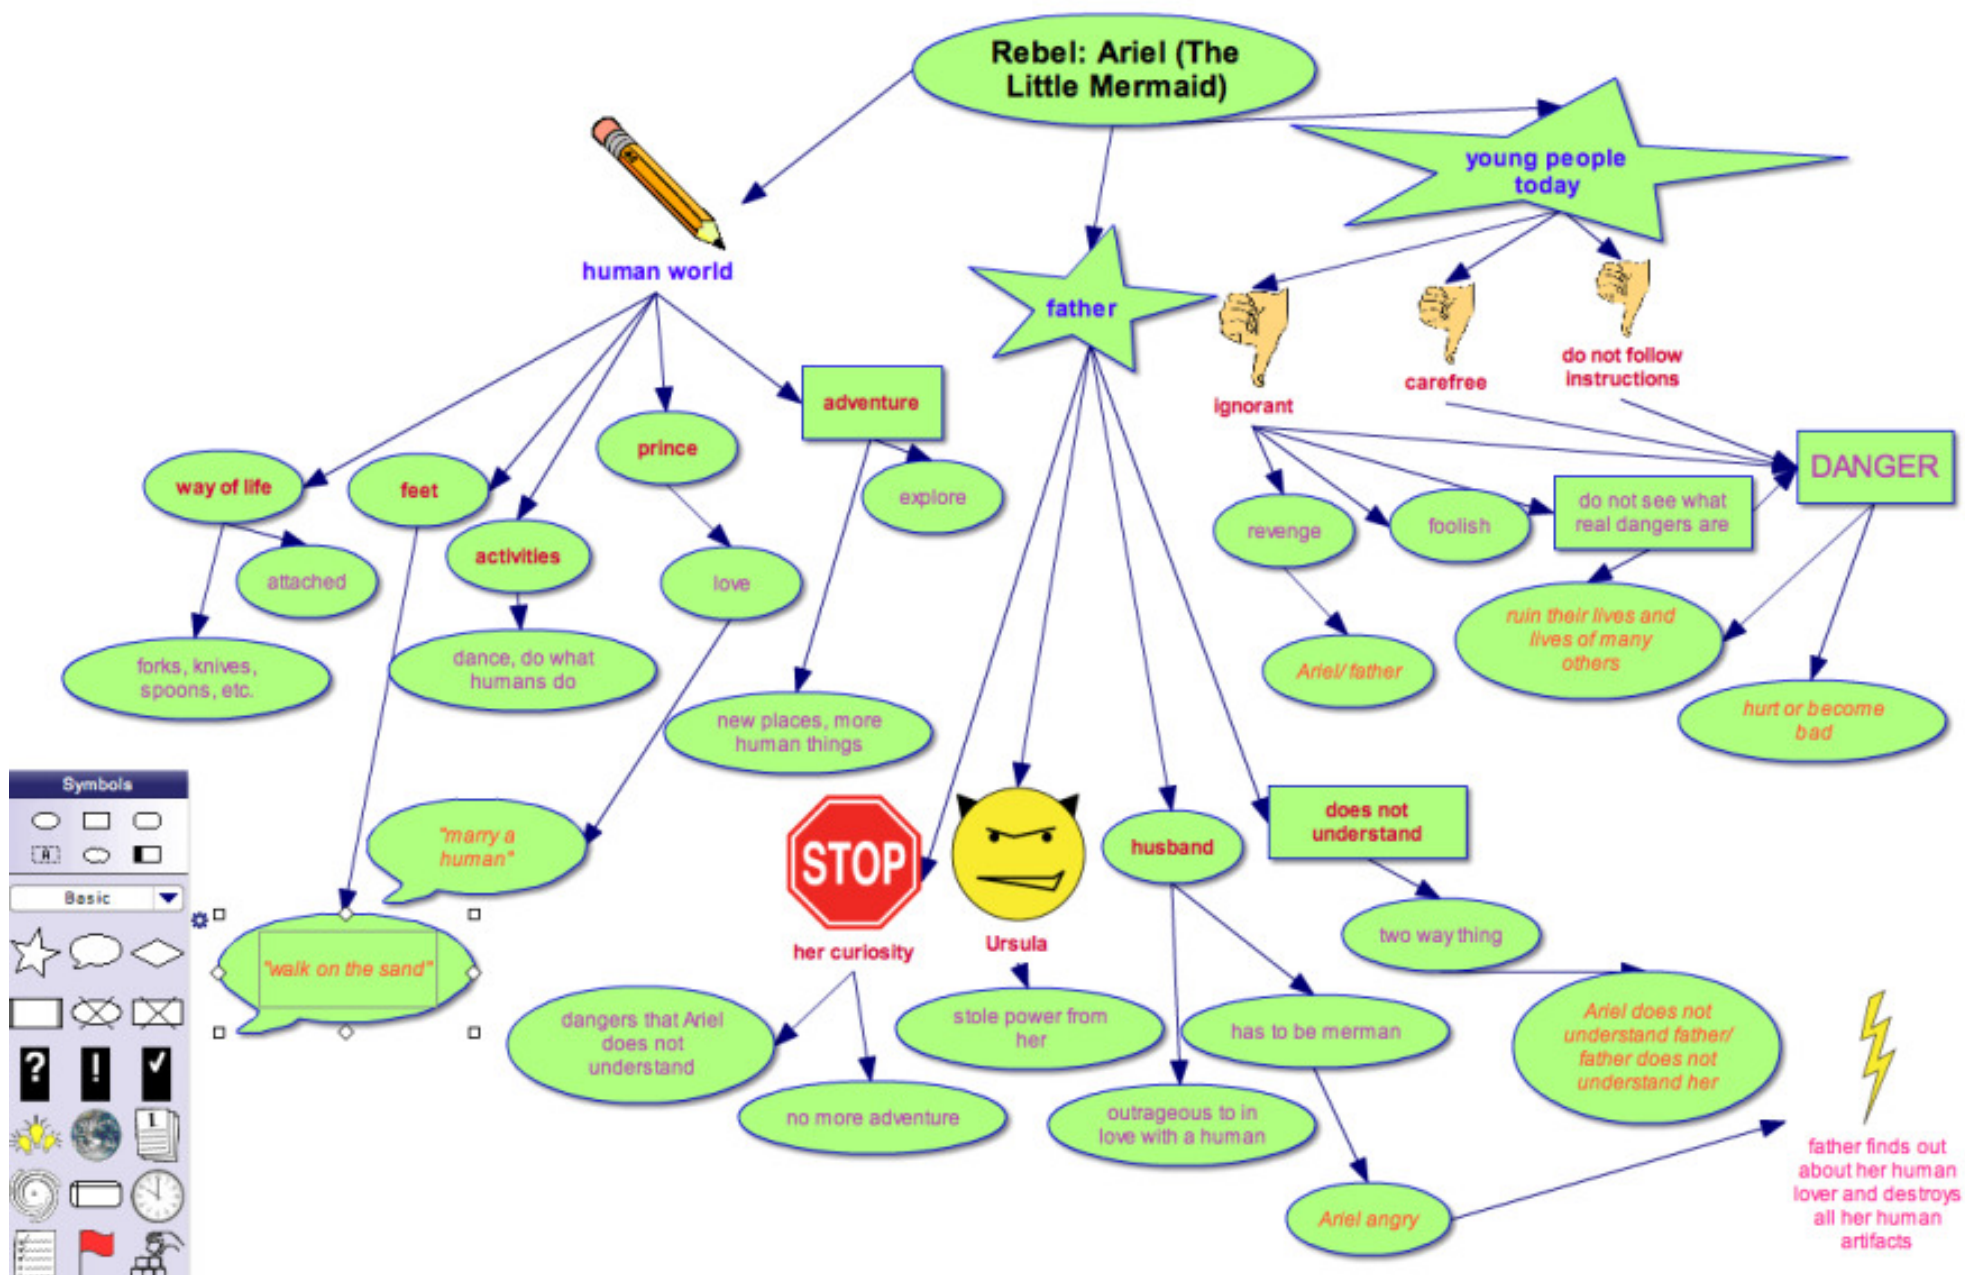 Rebel: Ariel (The
Little Mermaid)
young people
today
human world
father
do not follow
instructions
carefree
ignorant
adventure
prince
way of life
feet
activities
explore
attached
love
DANGER
do not see what
real dangers are
revenge
foolish
forks, knives,
spoons, etc.
dance, do what
humans do
new places, more
human things
Ariel/ father
ruin their lives and
lives of many
others
hurt or become
bad
Symbols
A
Basic
"marry a
human"
"walk on the sand"
STOP
her curiosity
Ursula
husband
does not
understand
two way thing
dangers that Ariel
does not
understand
no more adventure
stole power from
her
has to be merman
outrageous to in
love with a human
Ariel does not
understand father/
father does not
understand her
Ariel angry
father finds out
about her human
lover and destroys
all her human
artifacts
?
!
1